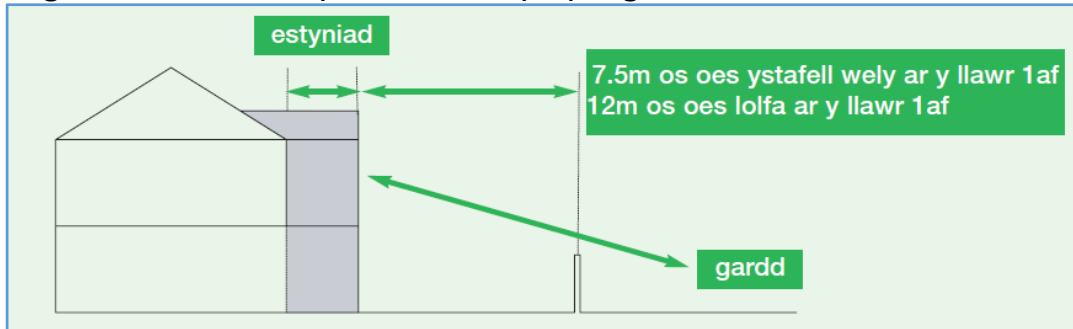 estyniad
7.5m os oes ystafell wely ar y llawr 1af
12m os oes lolfa ar y llawr 1af
gardd